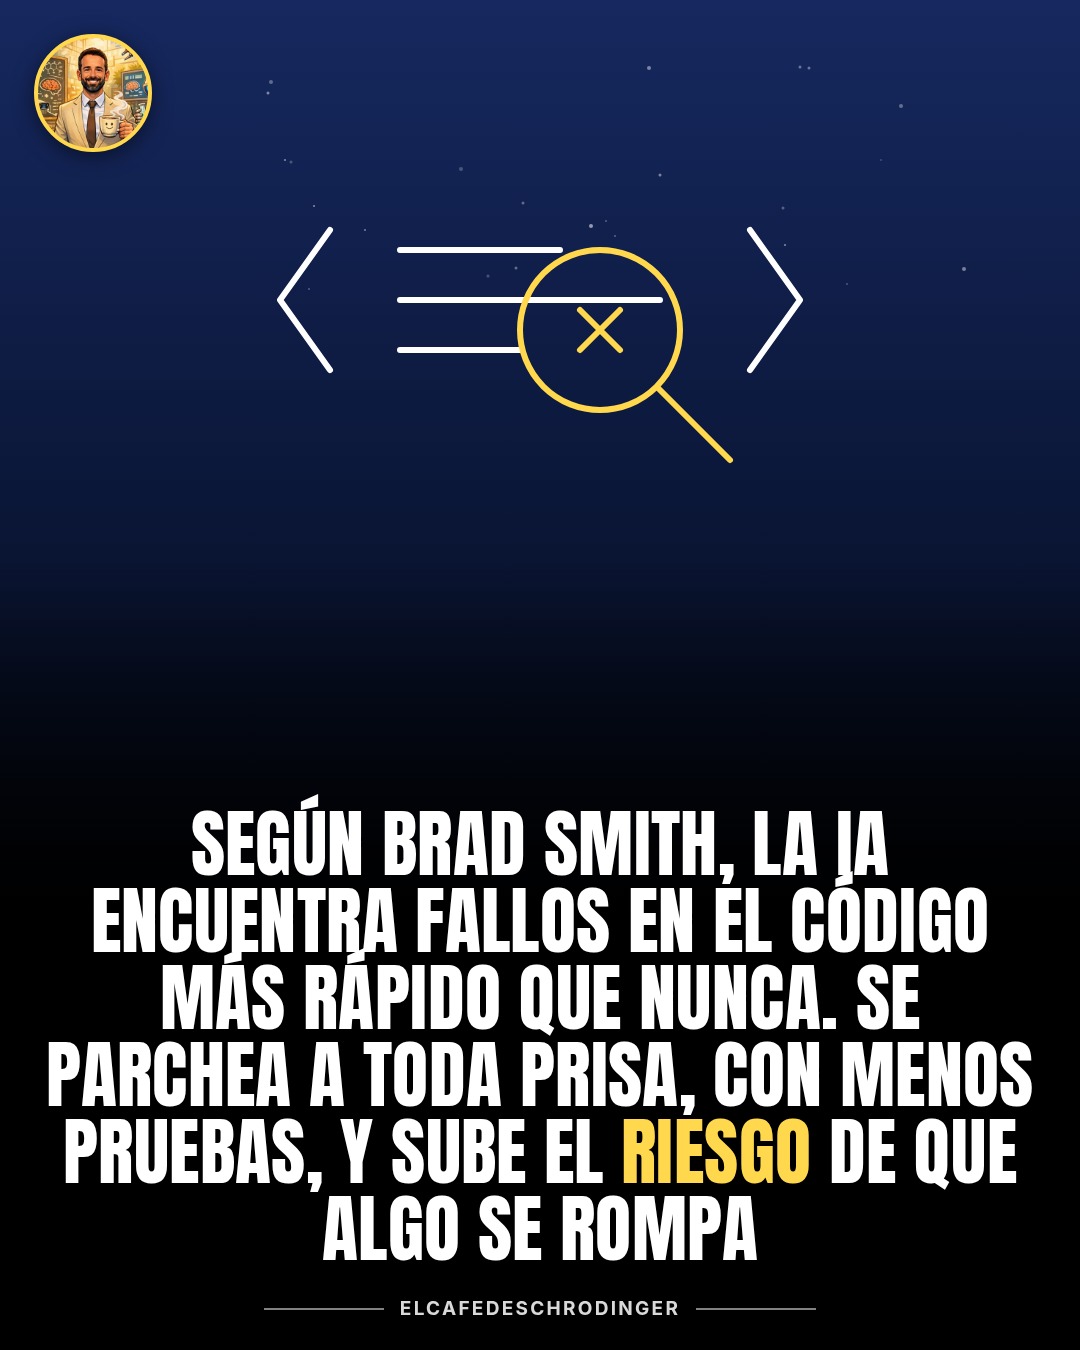 SEGÚN BRAD SMITH, LA IA
ENCUENTRA FALLOS EN EL CÓDIGO
MÁS RÁPIDO QUE NUNCA. SE
PARCHEA A TODA PRISA, CON MENOS
PRUEBAS, Y SUBE EL RIESGO DE QUE
ALGO SE ROMPA
ELCAFEDESCHRODINGER